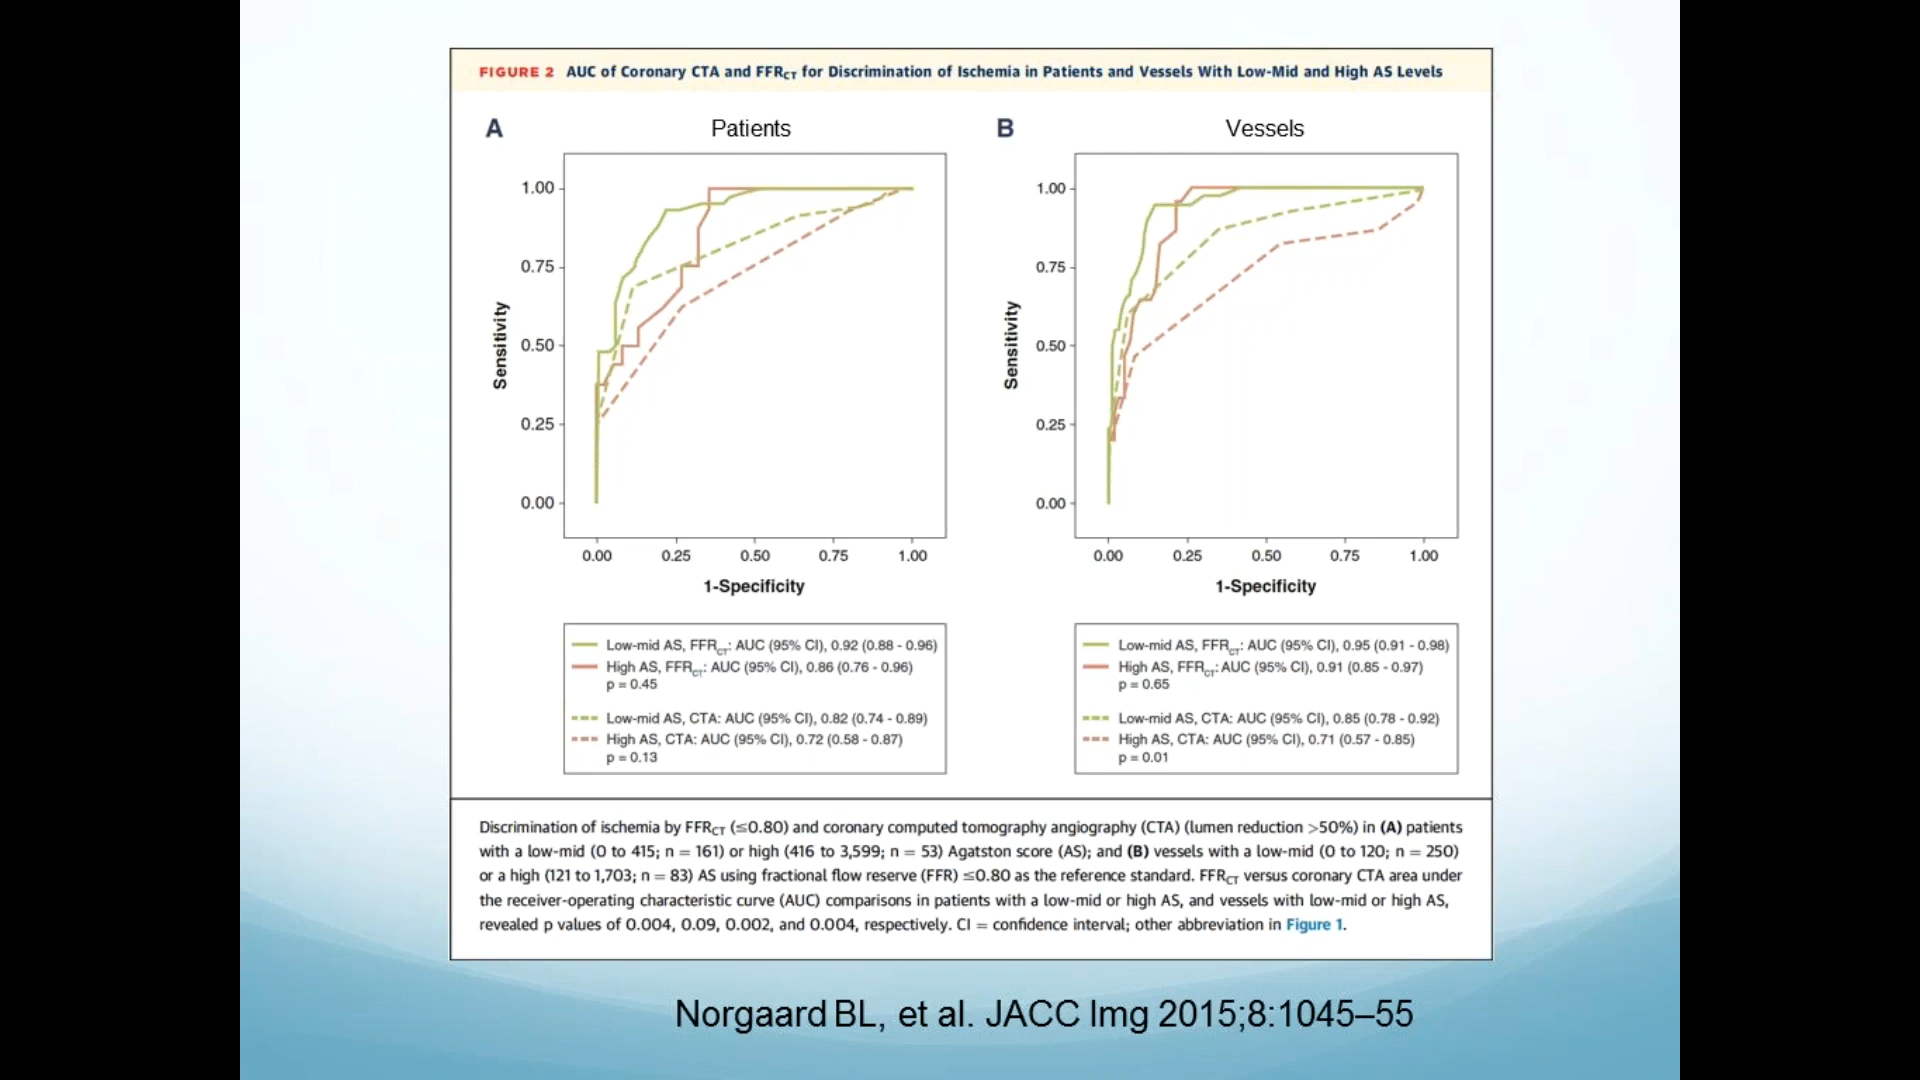 FIGURE 2 AUC of Coronary CTA and FFRCT for Discrimination of Ischemia in Patients and Vessels With Low-Mid and High AS Levels
A Patients
1.00
0.75
0.50
0.25
0.00
Sensitivity
0.00 0.25 0.50 0.75 1.00
1-Specificity
Low-mid AS, FFRCT: AUC (95% CI), 0.92 (0.88 - 0.96)
High AS, FFRCT: AUC (95% CI), 0.86 (0.76 - 0.96)
p = 0.45
Low-mid AS, CTA: AUC (95% CI), 0.82 (0.74 - 0.89)
High AS, CTA: AUC (95% CI), 0.72 (0.58 - 0.87)
p = 0.13
B Vessels
1.00
0.75
0.50
0.25
0.00
Sensitivity
0.00 0.25 0.50 0.75 1.00
1-Specificity
Low-mid AS, FFRCT: AUC (95% CI), 0.95 (0.91 - 0.98)
High AS, FFRCT: AUC (95% CI), 0.91 (0.85 - 0.97)
p = 0.65
Low-mid AS, CTA: AUC (95% CI), 0.85 (0.78 - 0.92)
High AS, CTA: AUC (95% CI), 0.71 (0.57 - 0.85)
p = 0.01
Discrimination of ischemia by FFRCT (≤0.80) and coronary computed tomography angiography (CTA) (lumen reduction >50%) in (A) patients
with a low-mid (0 to 415; n = 161) or high (416 to 3,599; n = 53) Agatston score (AS); and (B) vessels with a low-mid (0 to 120; n = 250)
or a high (121 to 1,703; n = 83) AS using fractional flow reserve (FFR) ≤0.80 as the reference standard. FFRCT versus coronary CTA area under
the receiver-operating characteristic curve (AUC) comparisons in patients with a low-mid or high AS, and vessels with low-mid or high AS,
revealed p values of 0.004, 0.09, 0.002, and 0.004, respectively. CI = confidence interval; other abbreviation in Figure 1.
Norgaard BL, et al. JACC Img 2015;8:1045–55